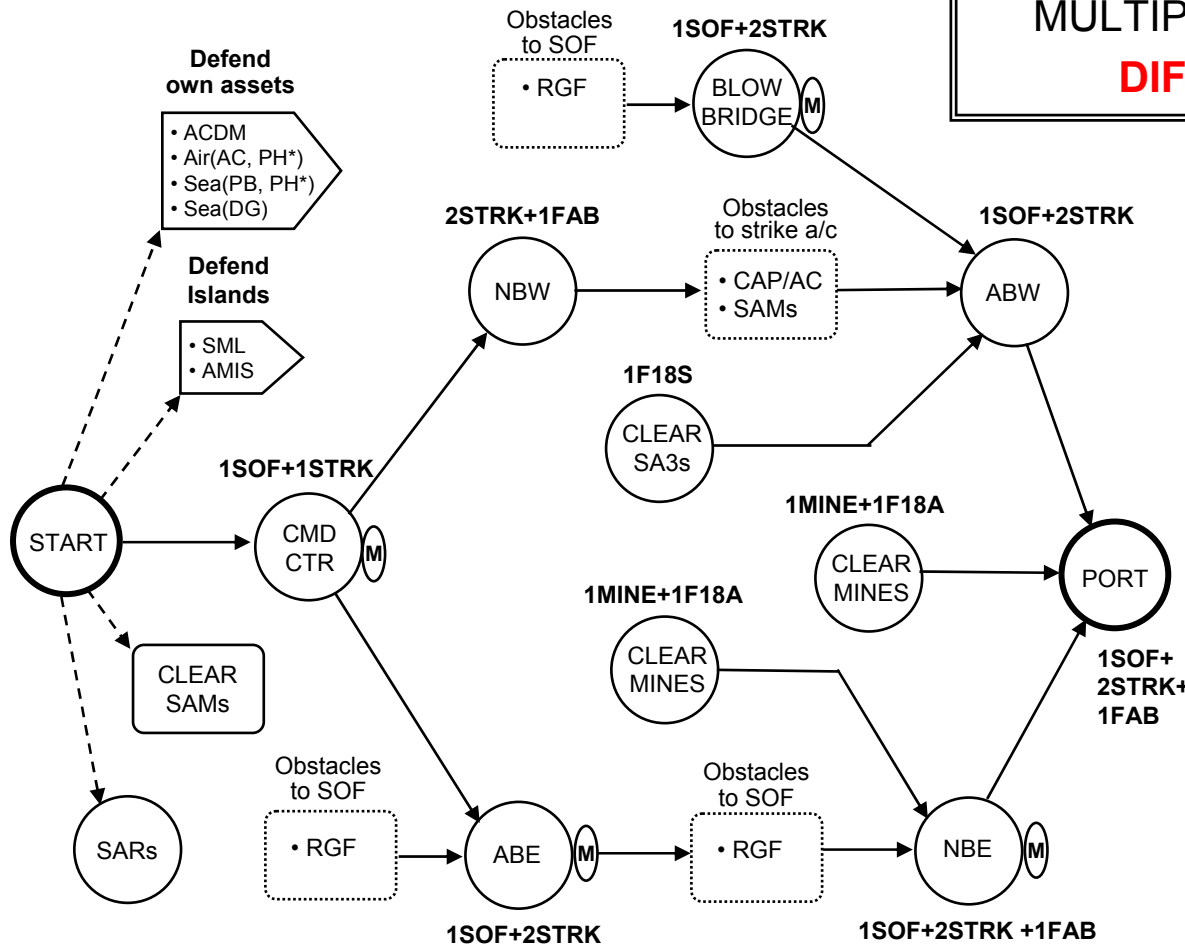 MULTIP
DIF
Obstacles
to SOF
• RGF
1SOF+2STRK
BLOW
BRIDGE
M
Defend
own assets
• ACDM
• Air(AC, PH*)
• Sea(PB, PH*)
• Sea(DG)
2STRK+1FAB
NBW
Obstacles
to strike a/c
• CAP/AC
• SAMs
1SOF+2STRK
ABW
Defend
Islands
• SML
• AMIS
1F18S
CLEAR
SA3s
START
1SOF+1STRK
CMD
CTR
M
1MINE+1F18A
CLEAR
MINES
PORT
1SOF+
2STRK+
1FAB
1MINE+1F18A
CLEAR
MINES
CLEAR
SAMs
SARs
Obstacles
to SOF
• RGF
ABE
M
1SOF+2STRK
Obstacles
to SOF
• RGF
NBE
M
1SOF+2STRK +1FAB